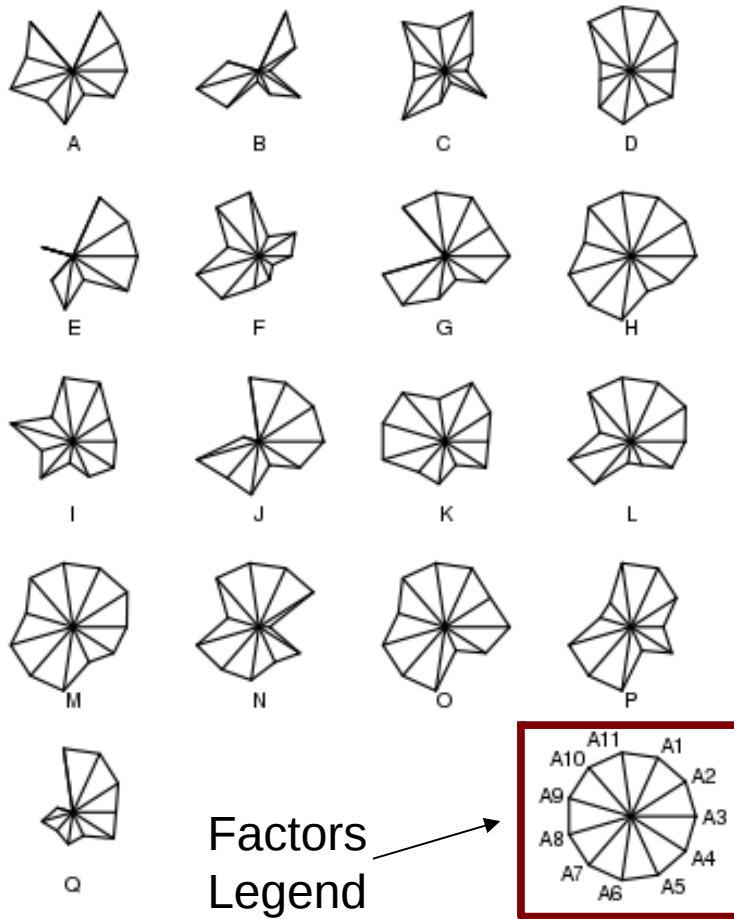 A B C D
E F G H
I J K L
M N O P
A11
A10 A1
A9 A2
A8 A3
A7 A4
A6 A5
Factors
Legend
Q